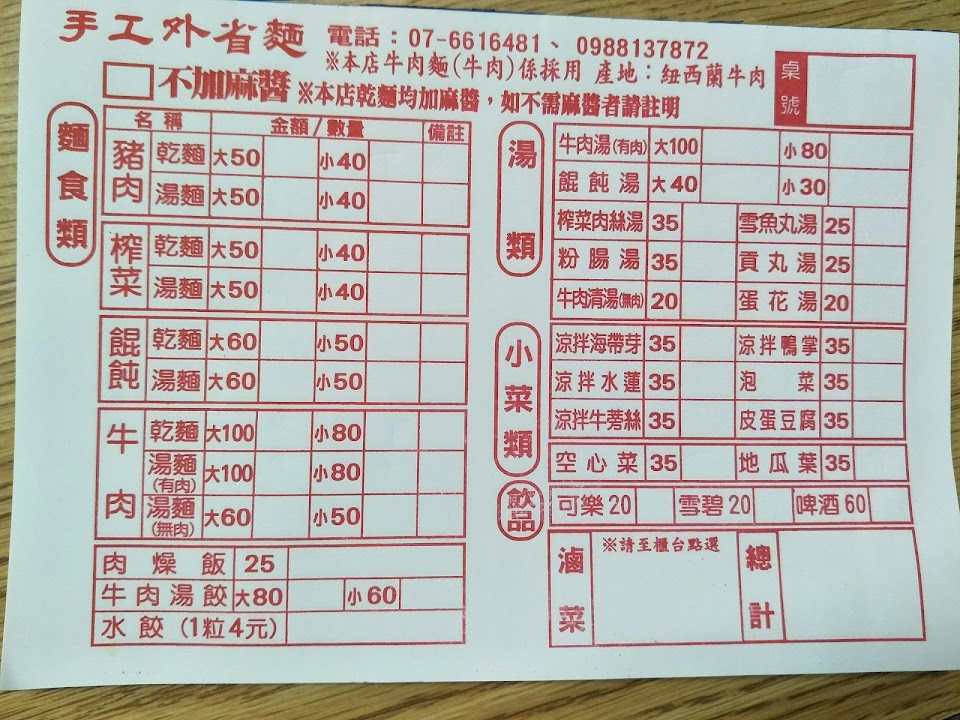 手工外省麵 電話：07-6616481、0988137872
※本店牛肉麵(牛肉)係採用 產地：紐西蘭牛肉
不加麻醬 ※本店乾麵均加麻醬，如不需麻醬者請註明
桌號
麵食類
名稱 金額/數量 備註
豬肉 乾麵 大50 小40
湯麵 大50 小40
榨菜 乾麵 大50 小40
湯麵 大50 小40
餛飩 乾麵 大60 小50
湯麵 大60 小50
牛肉 乾麵 大100 小80
湯麵(有肉) 大100 小80
湯麵(無肉) 大60 小50
肉燥飯 25
牛肉湯餃 大80 小60
水餃(1粒4元)
湯類
牛肉湯(有肉) 大100 小80
餛飩湯 大40 小30
榨菜肉絲湯 35 雪魚丸湯 25
粉腸湯 35 貢丸湯 25
牛肉清湯(無肉) 20 蛋花湯 20
小菜類
涼拌海帶芽 35 涼拌鴨掌 35
涼拌水蓮 35 泡菜 35
涼拌牛蒡絲 35 皮蛋豆腐 35
空心菜 35 地瓜葉 35
飲品
可樂20 雪碧20 啤酒60
滷菜 ※請至櫃台點選
總計